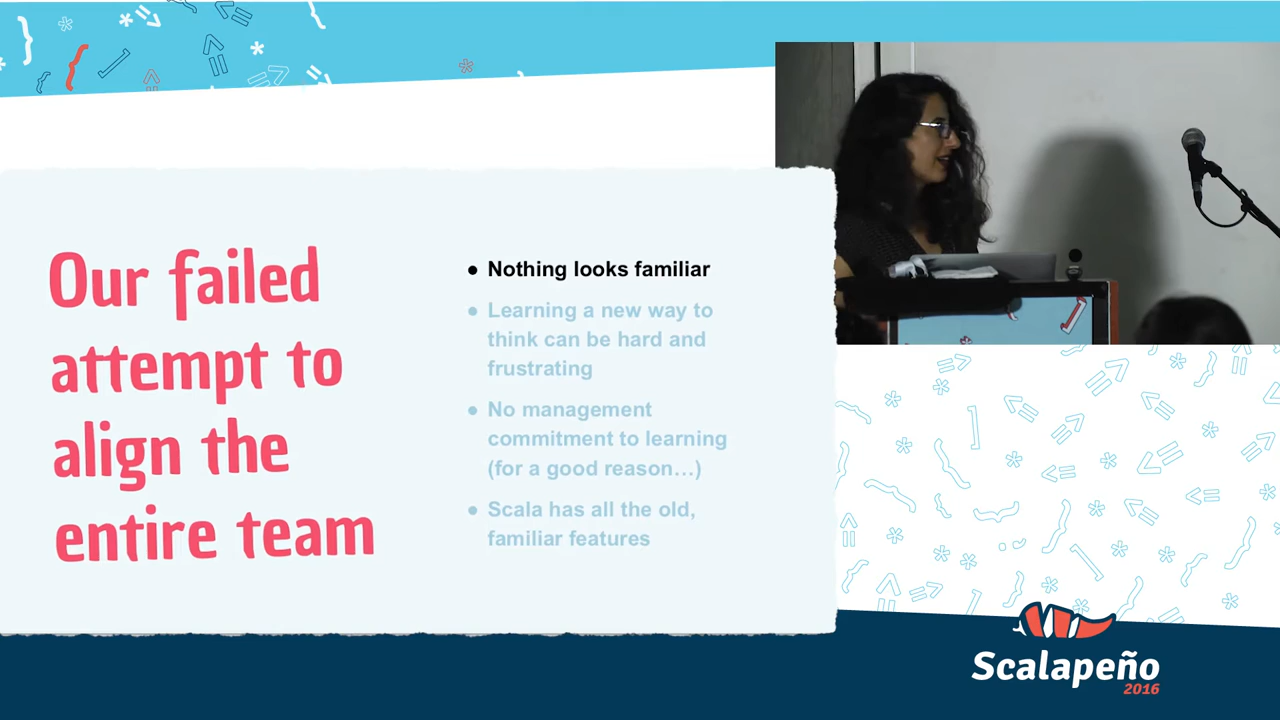 Our failed
attempt to
align the
entire team
● Nothing looks familiar
● Learning a new way to
think can be hard and
frustrating
● No management
commitment to learning
(for a good reason...)
● Scala has all the old,
familiar features
Scalapeño
2016